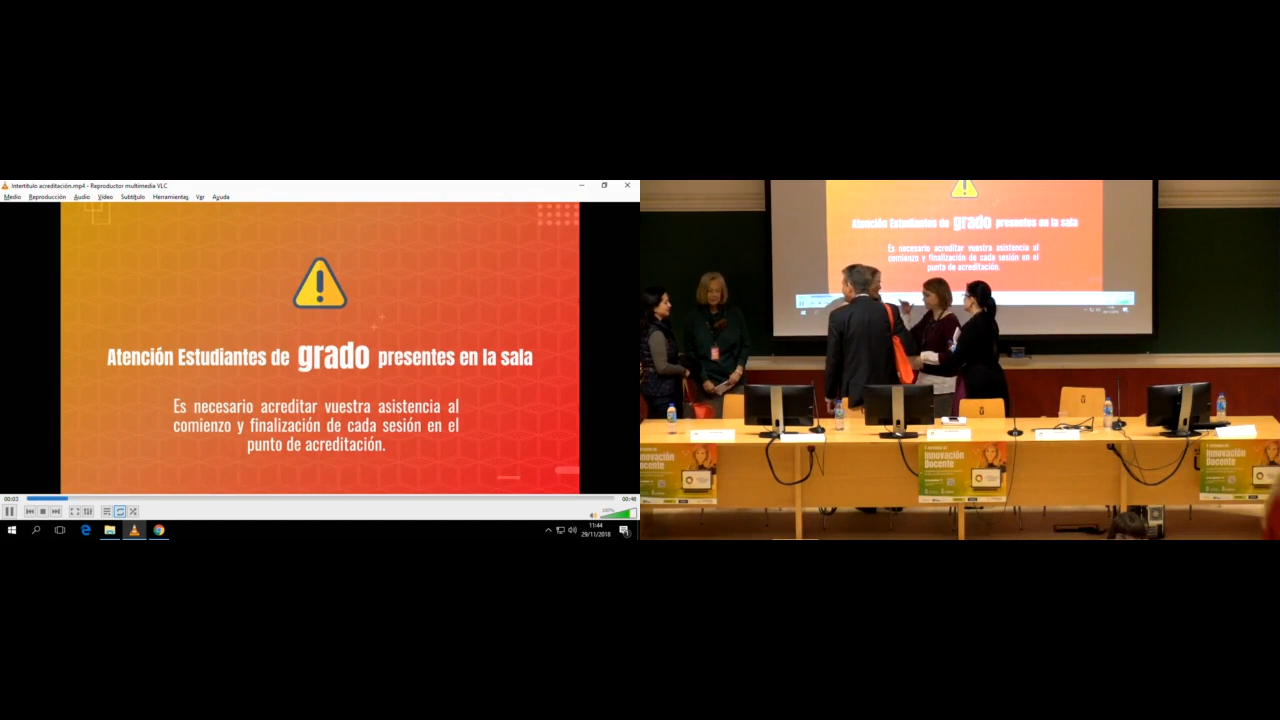 Intertítulo acreditación.mp4 - Reproductor multimedia VLC
Medio Reproducción Audio Vídeo Subtítulo Herramientas Ver Ayuda
Atención Estudiantes de grado presentes en la sala
Es necesario acreditar vuestra asistencia al
comienzo y finalización de cada sesión en el
punto de acreditación.
00:03
00:48
100%
11:44
29/11/2018
Atención Estudiantes de grado presentes en la sala
Es necesario acreditar vuestra asistencia al
comienzo y finalización de cada sesión en el
punto de acreditación.
Innovación
Docente
Innovación
Docente
Innovación
Docente